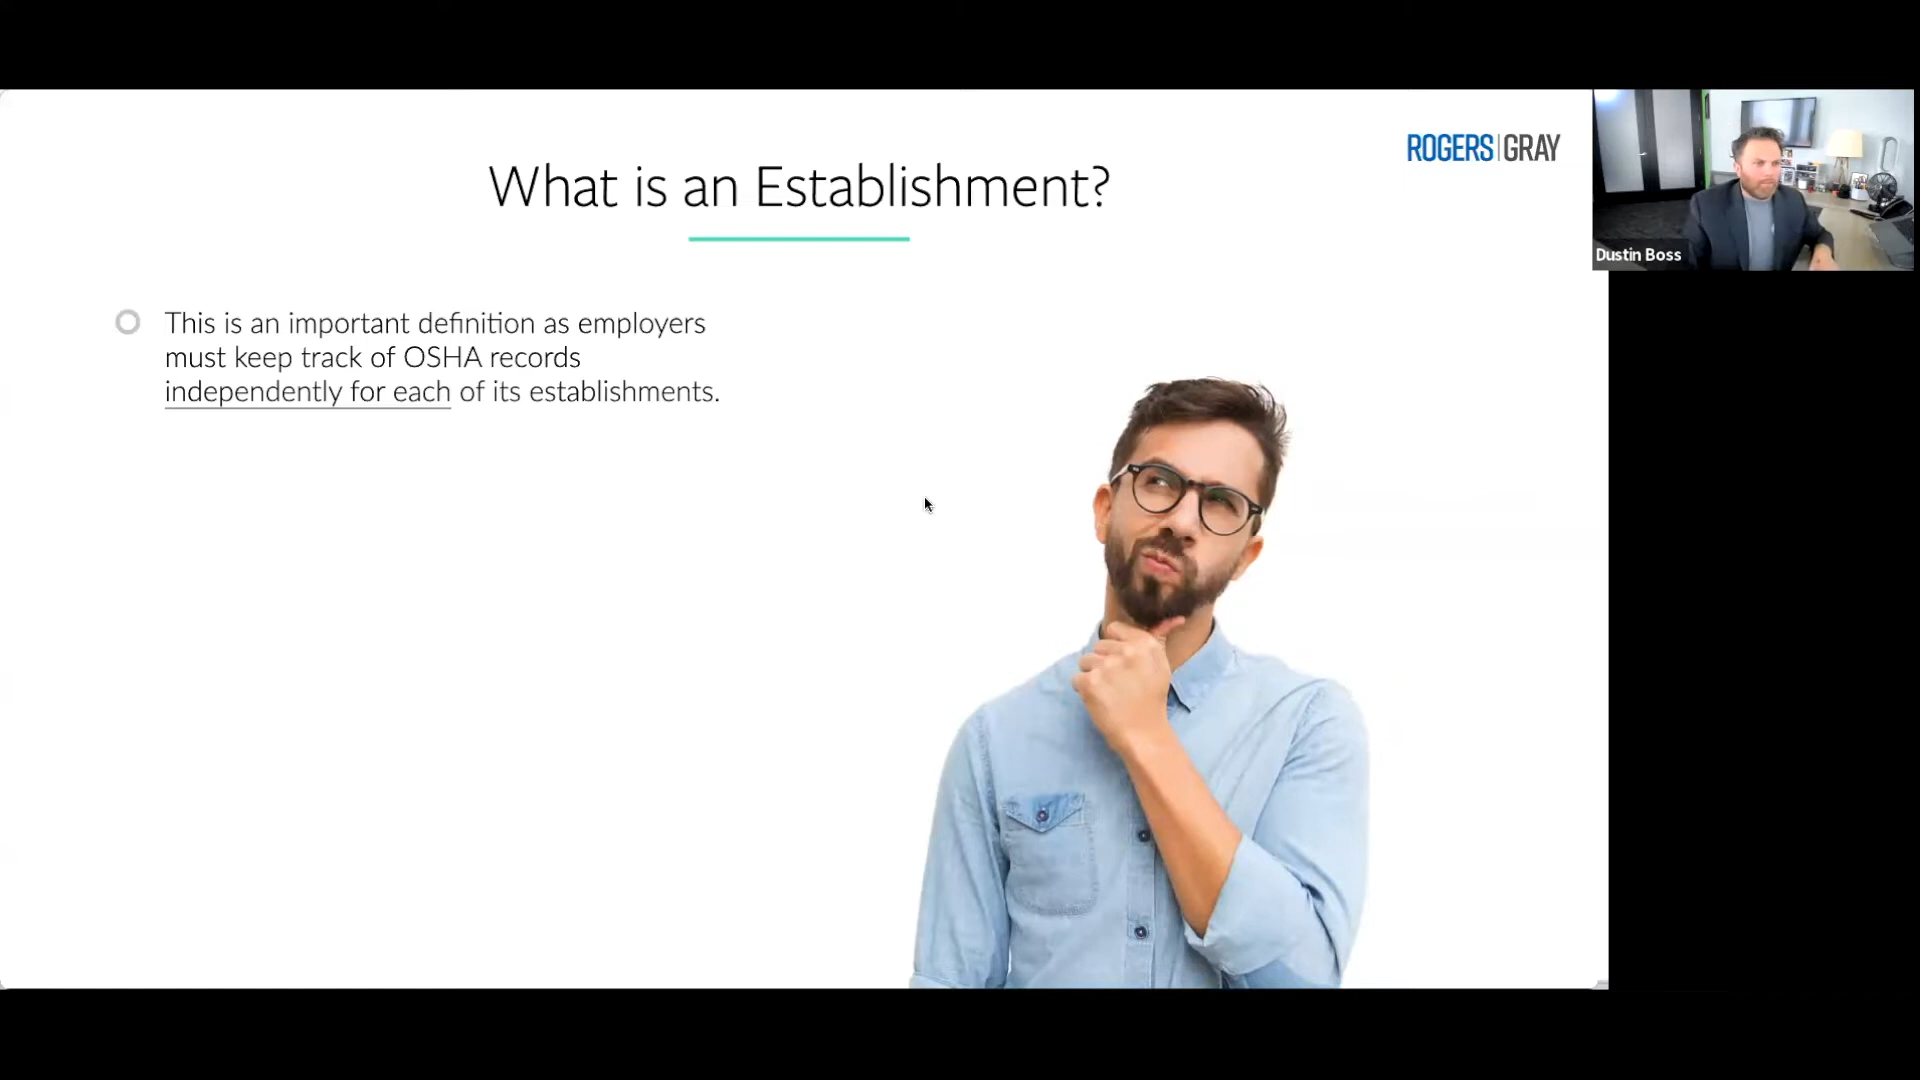 ROGERS|GRAY
What is an Establishment?
Dustin Boss
This is an important definition as employers
must keep track of OSHA records
independently for each of its establishments.